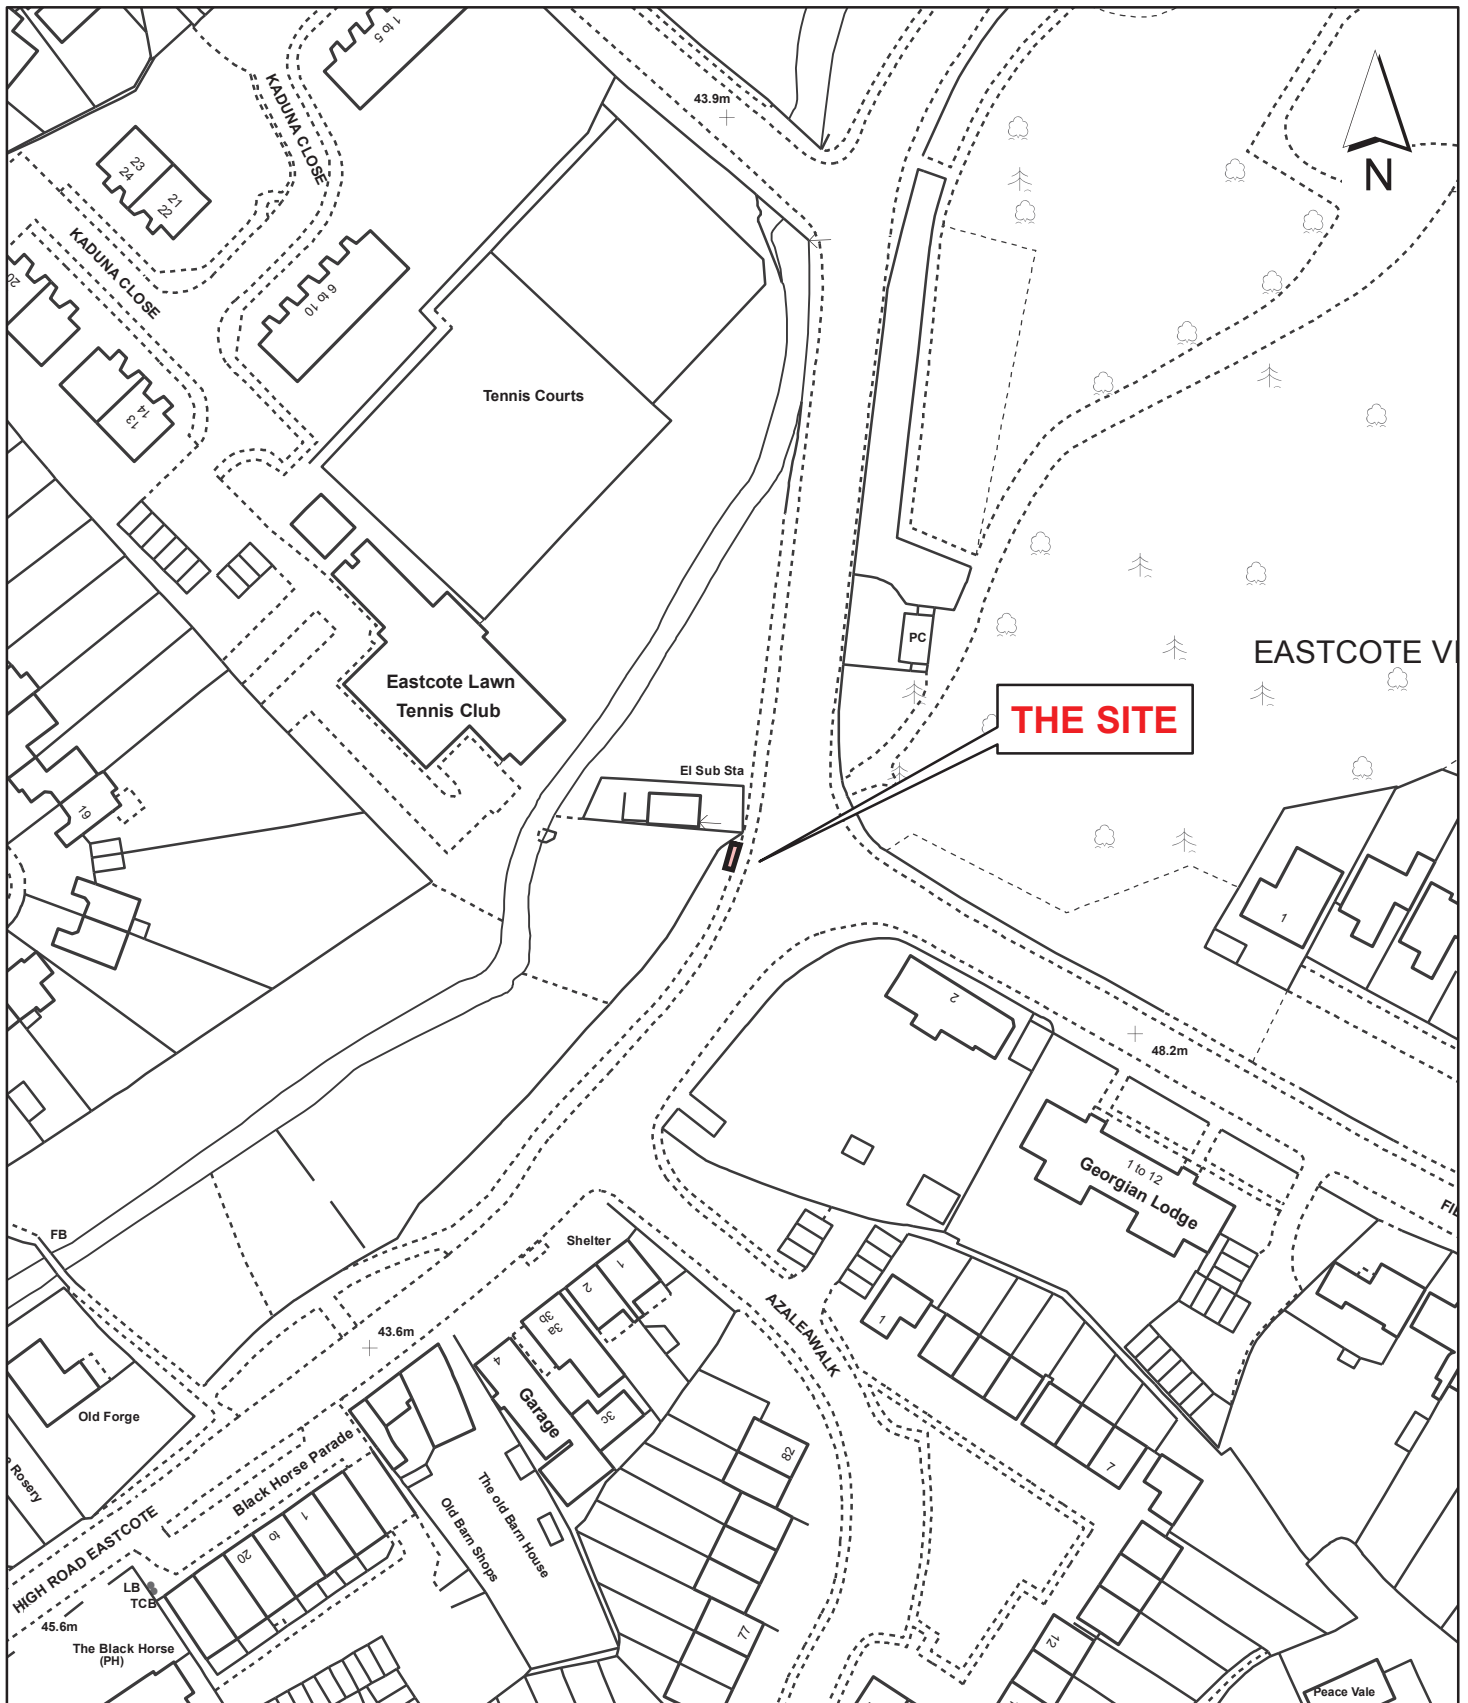 1 to 5
KADUNA CLOSE
43.9m
N
23
24
21
22
KADUNA CLOSE
20
6 to 10
14
13
Tennis Courts
PC
EASTCOTE VI
Eastcote Lawn
Tennis Club
THE SITE
El Sub Sta
19
1
2
48.2m
1 to 12
Georgian Lodge
FIE
FB
Shelter
1
2
3b
3a
4
3c
Garage
43.6m
AZALEAWALK
1
7
Old Forge
Rosery
Black Horse Parade
1
to
20
HIGH ROAD EASTCOTE
Old Barn Shops
The old Barn House
82
77
12
LB
TCB
45.6m
The Black Horse
(PH)
Peace Vale